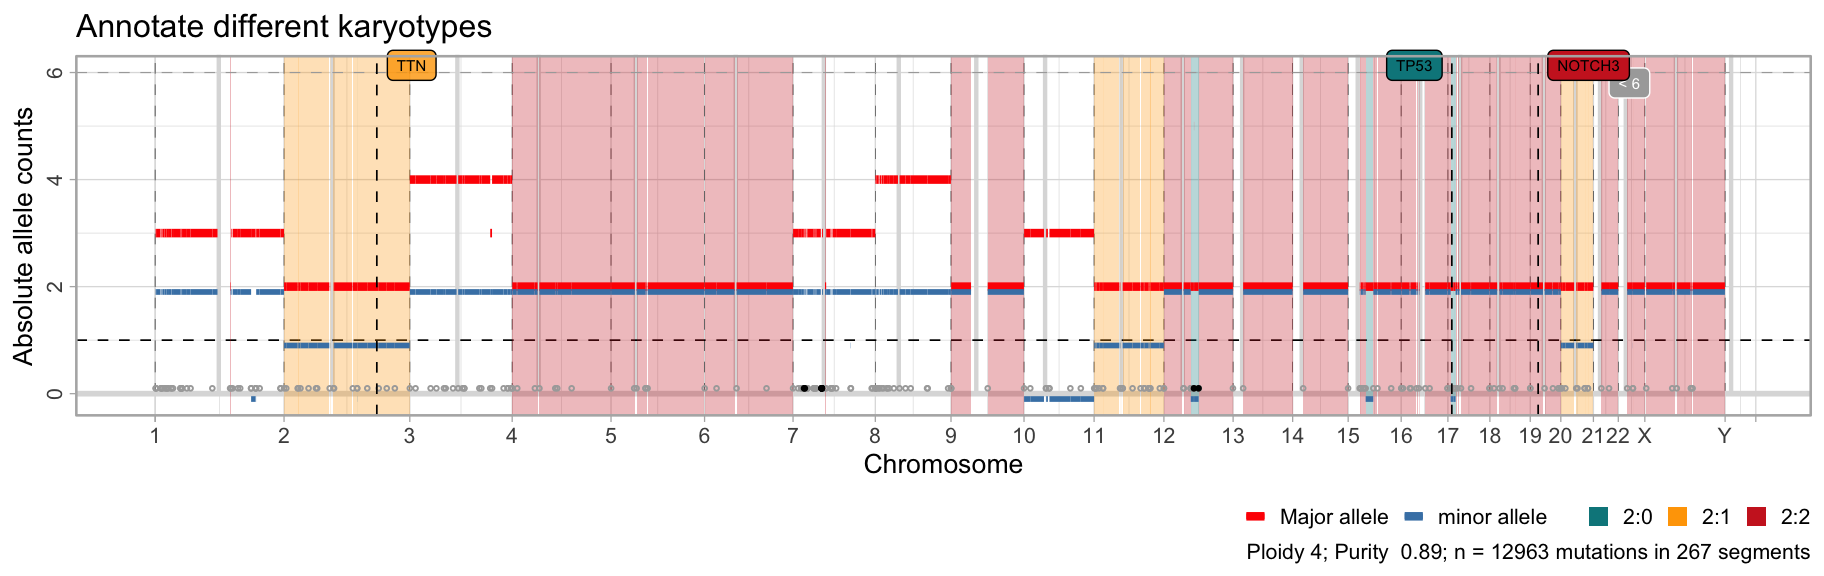 Annotate different karyotypes
TTN
TP53
NOTCH3
< 6
Absolute allele counts
6
4
2
0
1 2 3 4 5 6 7 8 9 10 11 12 13 14 15 16 17 18 19 20 21 22 X Y
Chromosome
Major allele minor allele 2:0 2:1 2:2
Ploidy 4; Purity 0.89; n = 12963 mutations in 267 segments